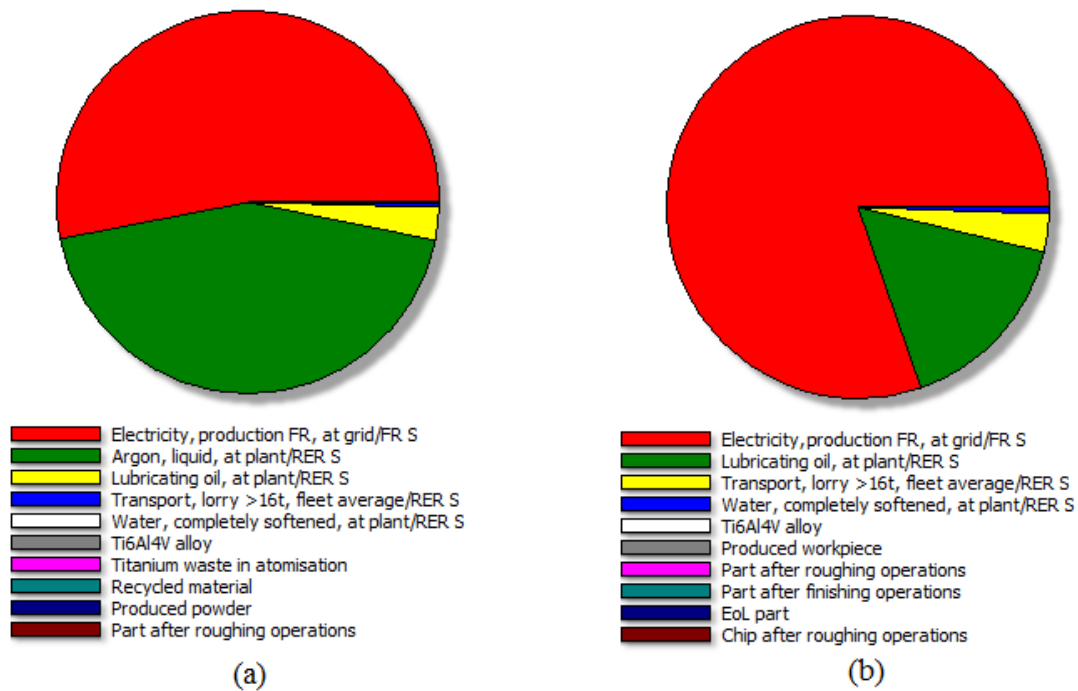 Electricity, production FR, at grid/FR S
Argon, liquid, at plant/RER S
Lubricating oil, at plant/RER S
Transport, lorry >16t, fleet average/RER S
Water, completely softened, at plant/RER S
Ti6Al4V alloy
Titanium waste in atomisation
Recycled material
Produced powder
Part after roughing operations
(a)
Electricity,production FR, at grid/FR S
Lubricating oil, at plant/RER S
Transport, lorry >16t, fleet average/RER S
Water, completely softened, at plant/RER S
Ti6Al4V alloy
Produced workpiece
Part after roughing operations
Part after finishing operations
EoL part
Chip after roughing operations
(b)